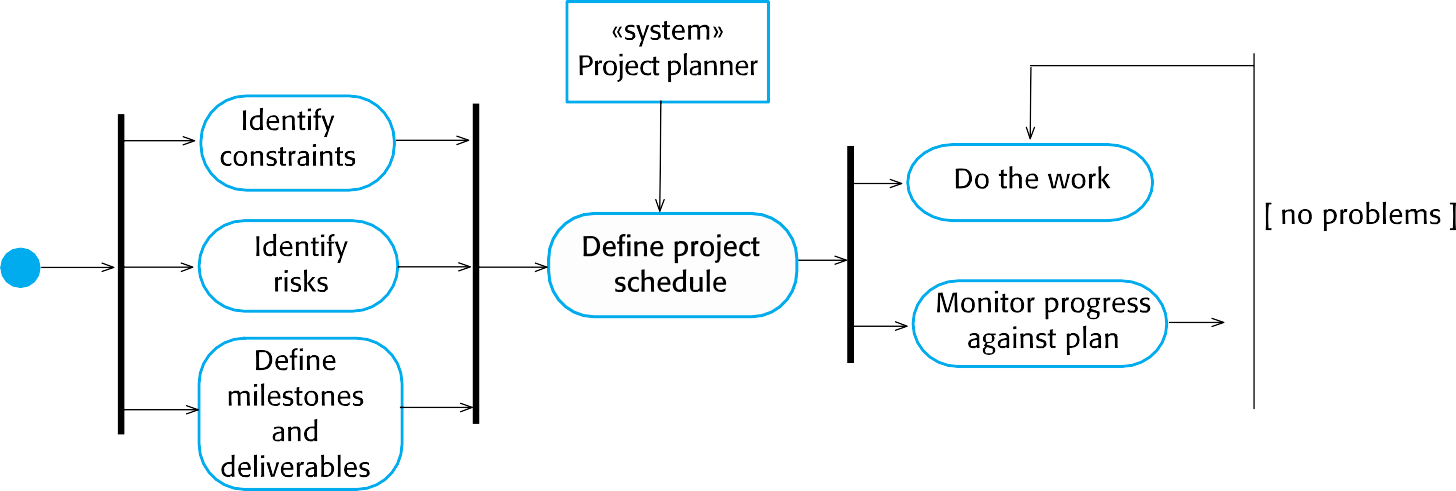 «system»
Project planner
Identify
constraints
Identify
risks
Define
milestones
and
deliverables
Define project
schedule
Do the work
Monitor progress
against plan
[ no problems ]